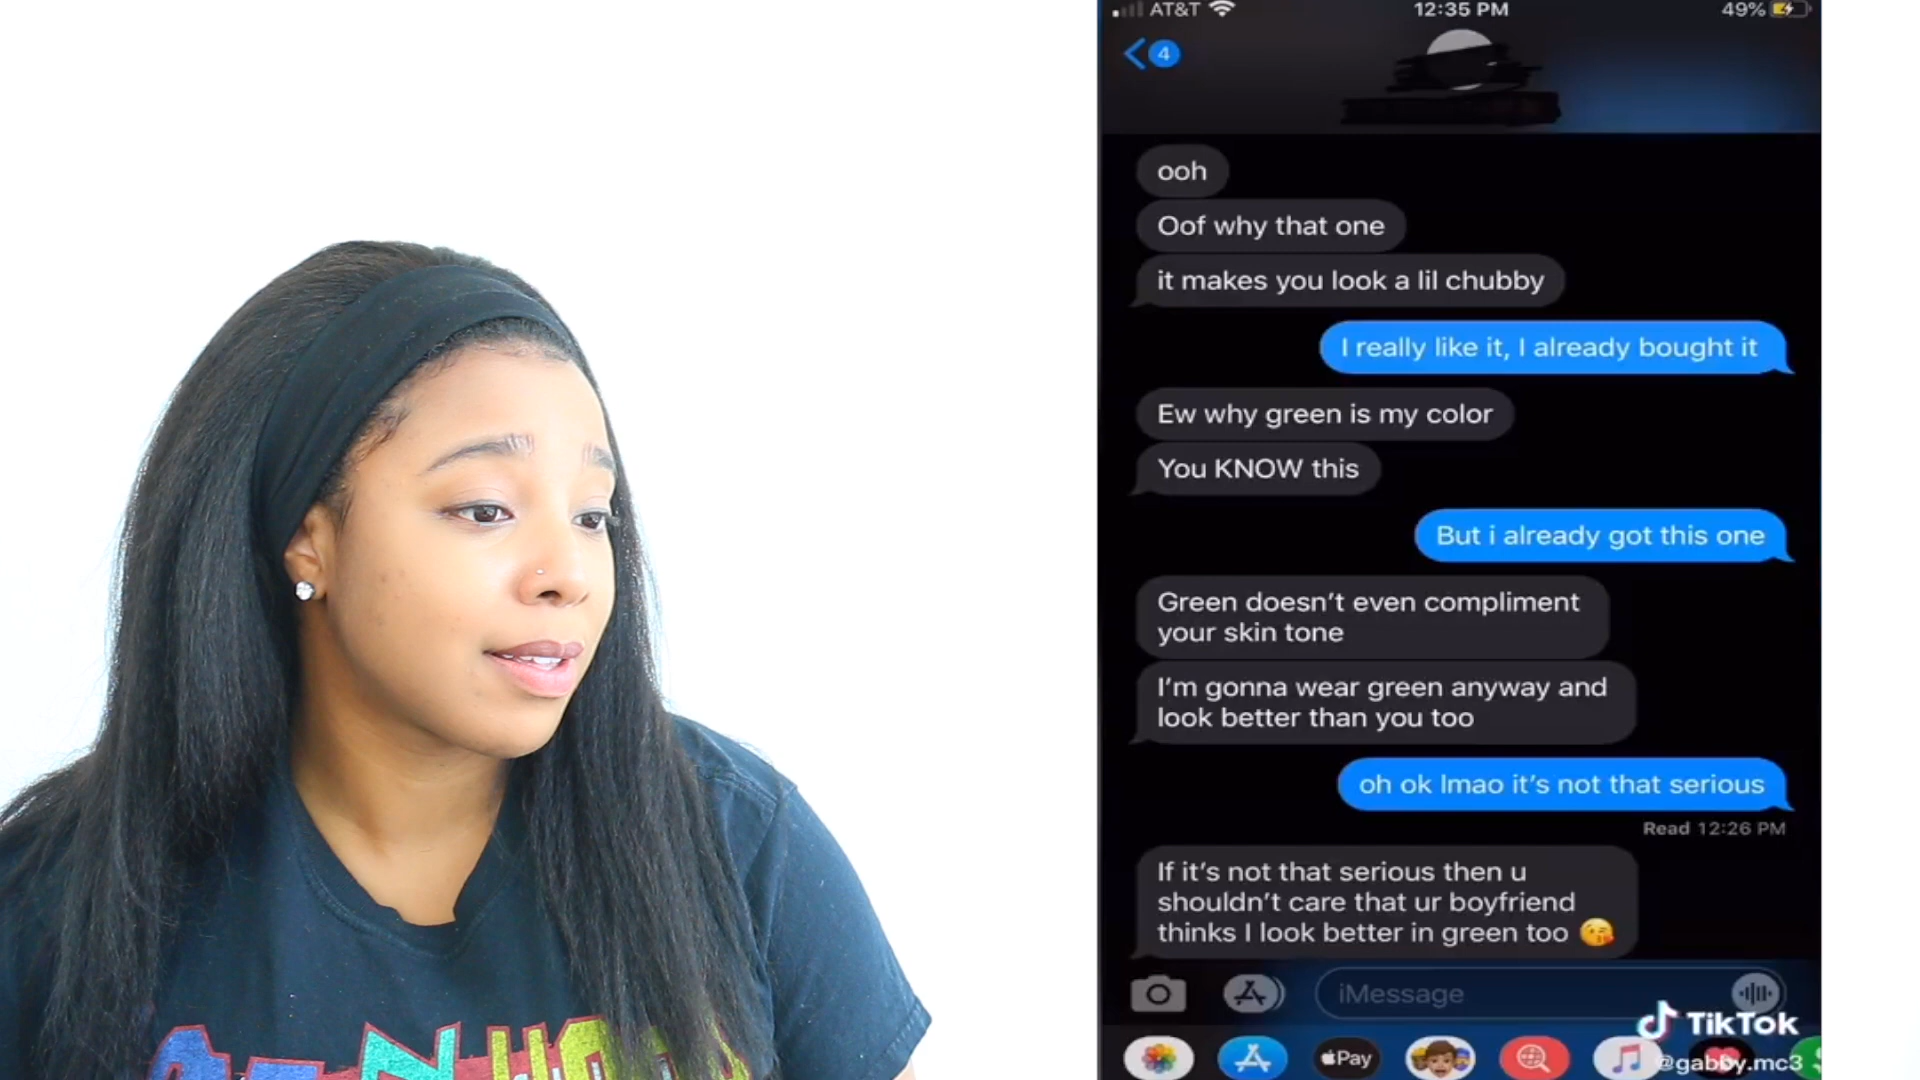 AT&T
12:35 PM
49%
4
ooh
Oof why that one
it makes you look a lil chubby
I really like it, I already bought it
Ew why green is my color
You KNOW this
But i already got this one
Green doesn't even compliment
your skin tone
I'm gonna wear green anyway and
look better than you too
oh ok lmao it's not that serious
Read 12:26 PM
If it's not that serious then u
shouldn't care that ur boyfriend
thinks I look better in green too
iMessage
TikTok
Pay
@gabby.mc3